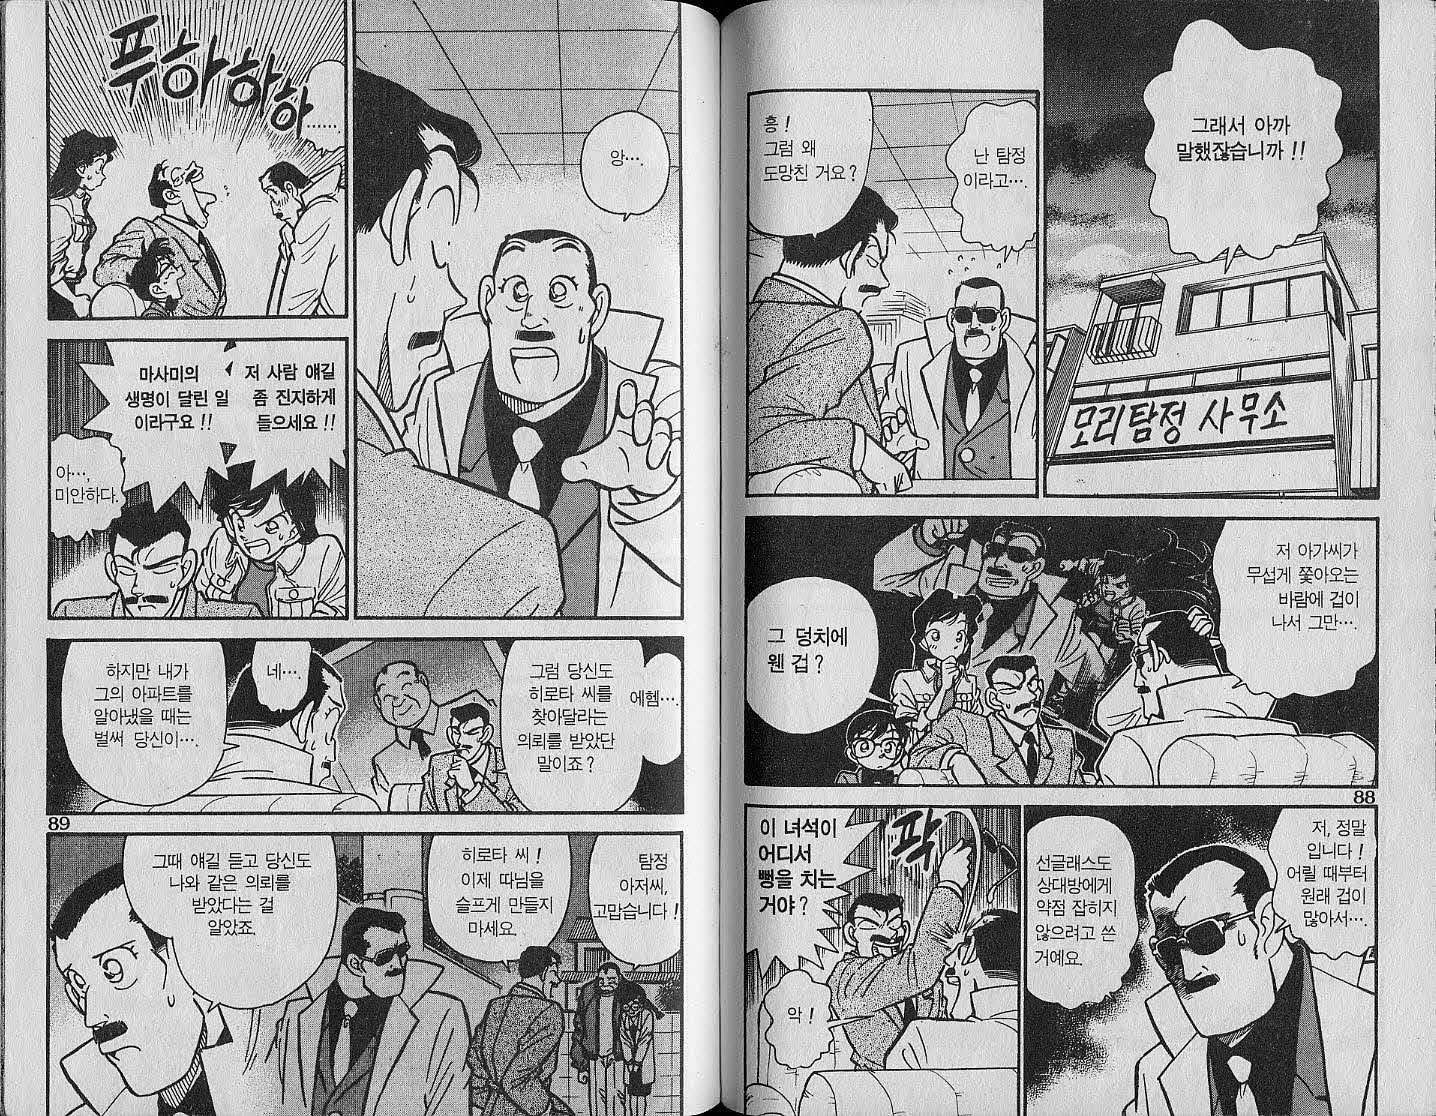 그래서 아까
말했잖습니까!!
모리탐정 사무소
난 탐정
이라고….
흥!
그럼 왜
도망친 거요?
저 아가씨가
무섭게 쫓아오는
바람에 겁이
나서 그만….
그 덩치에
웬 겁?
88
저, 정말
입니다!
어릴 때부터
원래 겁이
많아서….
선글래스도
상대방에게
약점 잡히지
않으려고 쓴
거예요.
팍
이 녀석이
어디서
뻥을 치는
거야?
악!
앙….
푸하하하
……
저 사람 얘길
좀 진지하게
들으세요!!
마사미의
생명이 달린 일
이라구요!!
아…,
미안하다.
에헴….
그럼 당신도
히로타 씨를
찾아달라는
의뢰를 받았단
말이죠?
네….
하지만 내가
그의 아파트를
알아냈을 때는
벌써 당신이….
89
탐정
아저씨,
고맙습니다!
히로타 씨!
이제 따님을
슬프게 만들지
마세요.
그때 얘길 듣고 당신도
나와 같은 의뢰를
받았다는 걸
알았죠.